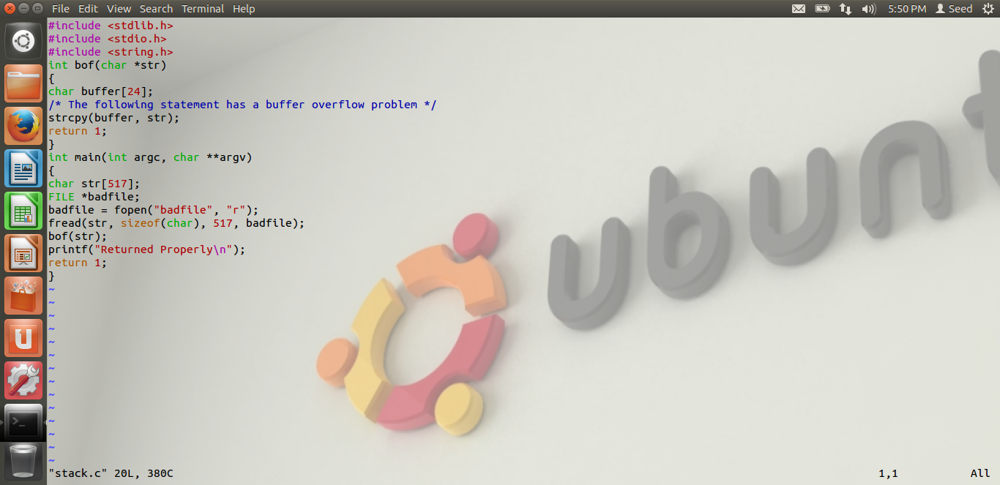 File Edit View Search Terminal Help
5:50 PM Seed
#include <stdlib.h>
#include <stdio.h>
#include <string.h>
int bof(char *str)
{
char buffer[24];
/* The following statement has a buffer overflow problem */
strcpy(buffer, str);
return 1;
}
int main(int argc, char **argv)
{
char str[517];
FILE *badfile;
badfile = fopen("badfile", "r");
fread(str, sizeof(char), 517, badfile);
bof(str);
printf("Returned Properly\n");
return 1;
}
~
~
~
~
~
~
~
~
~
~
~
~
~
~
"stack.c" 20L, 380C 1,1 All
ubunt